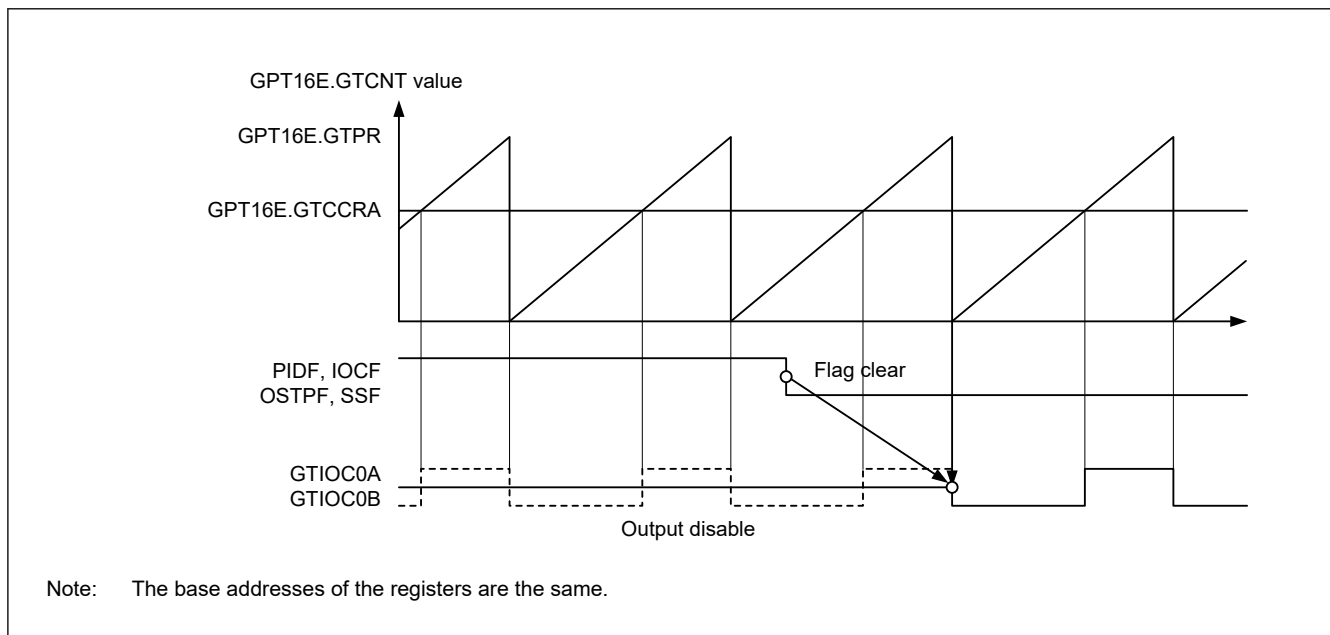 GPT16E.GTCNT value
GPT16E.GTPR
GPT16E.GTCCRA
PIDF, IOCF
OSTPF, SSF
Flag clear
GTIOC0A
GTIOC0B
Output disable
Note: The base addresses of the registers are the same.